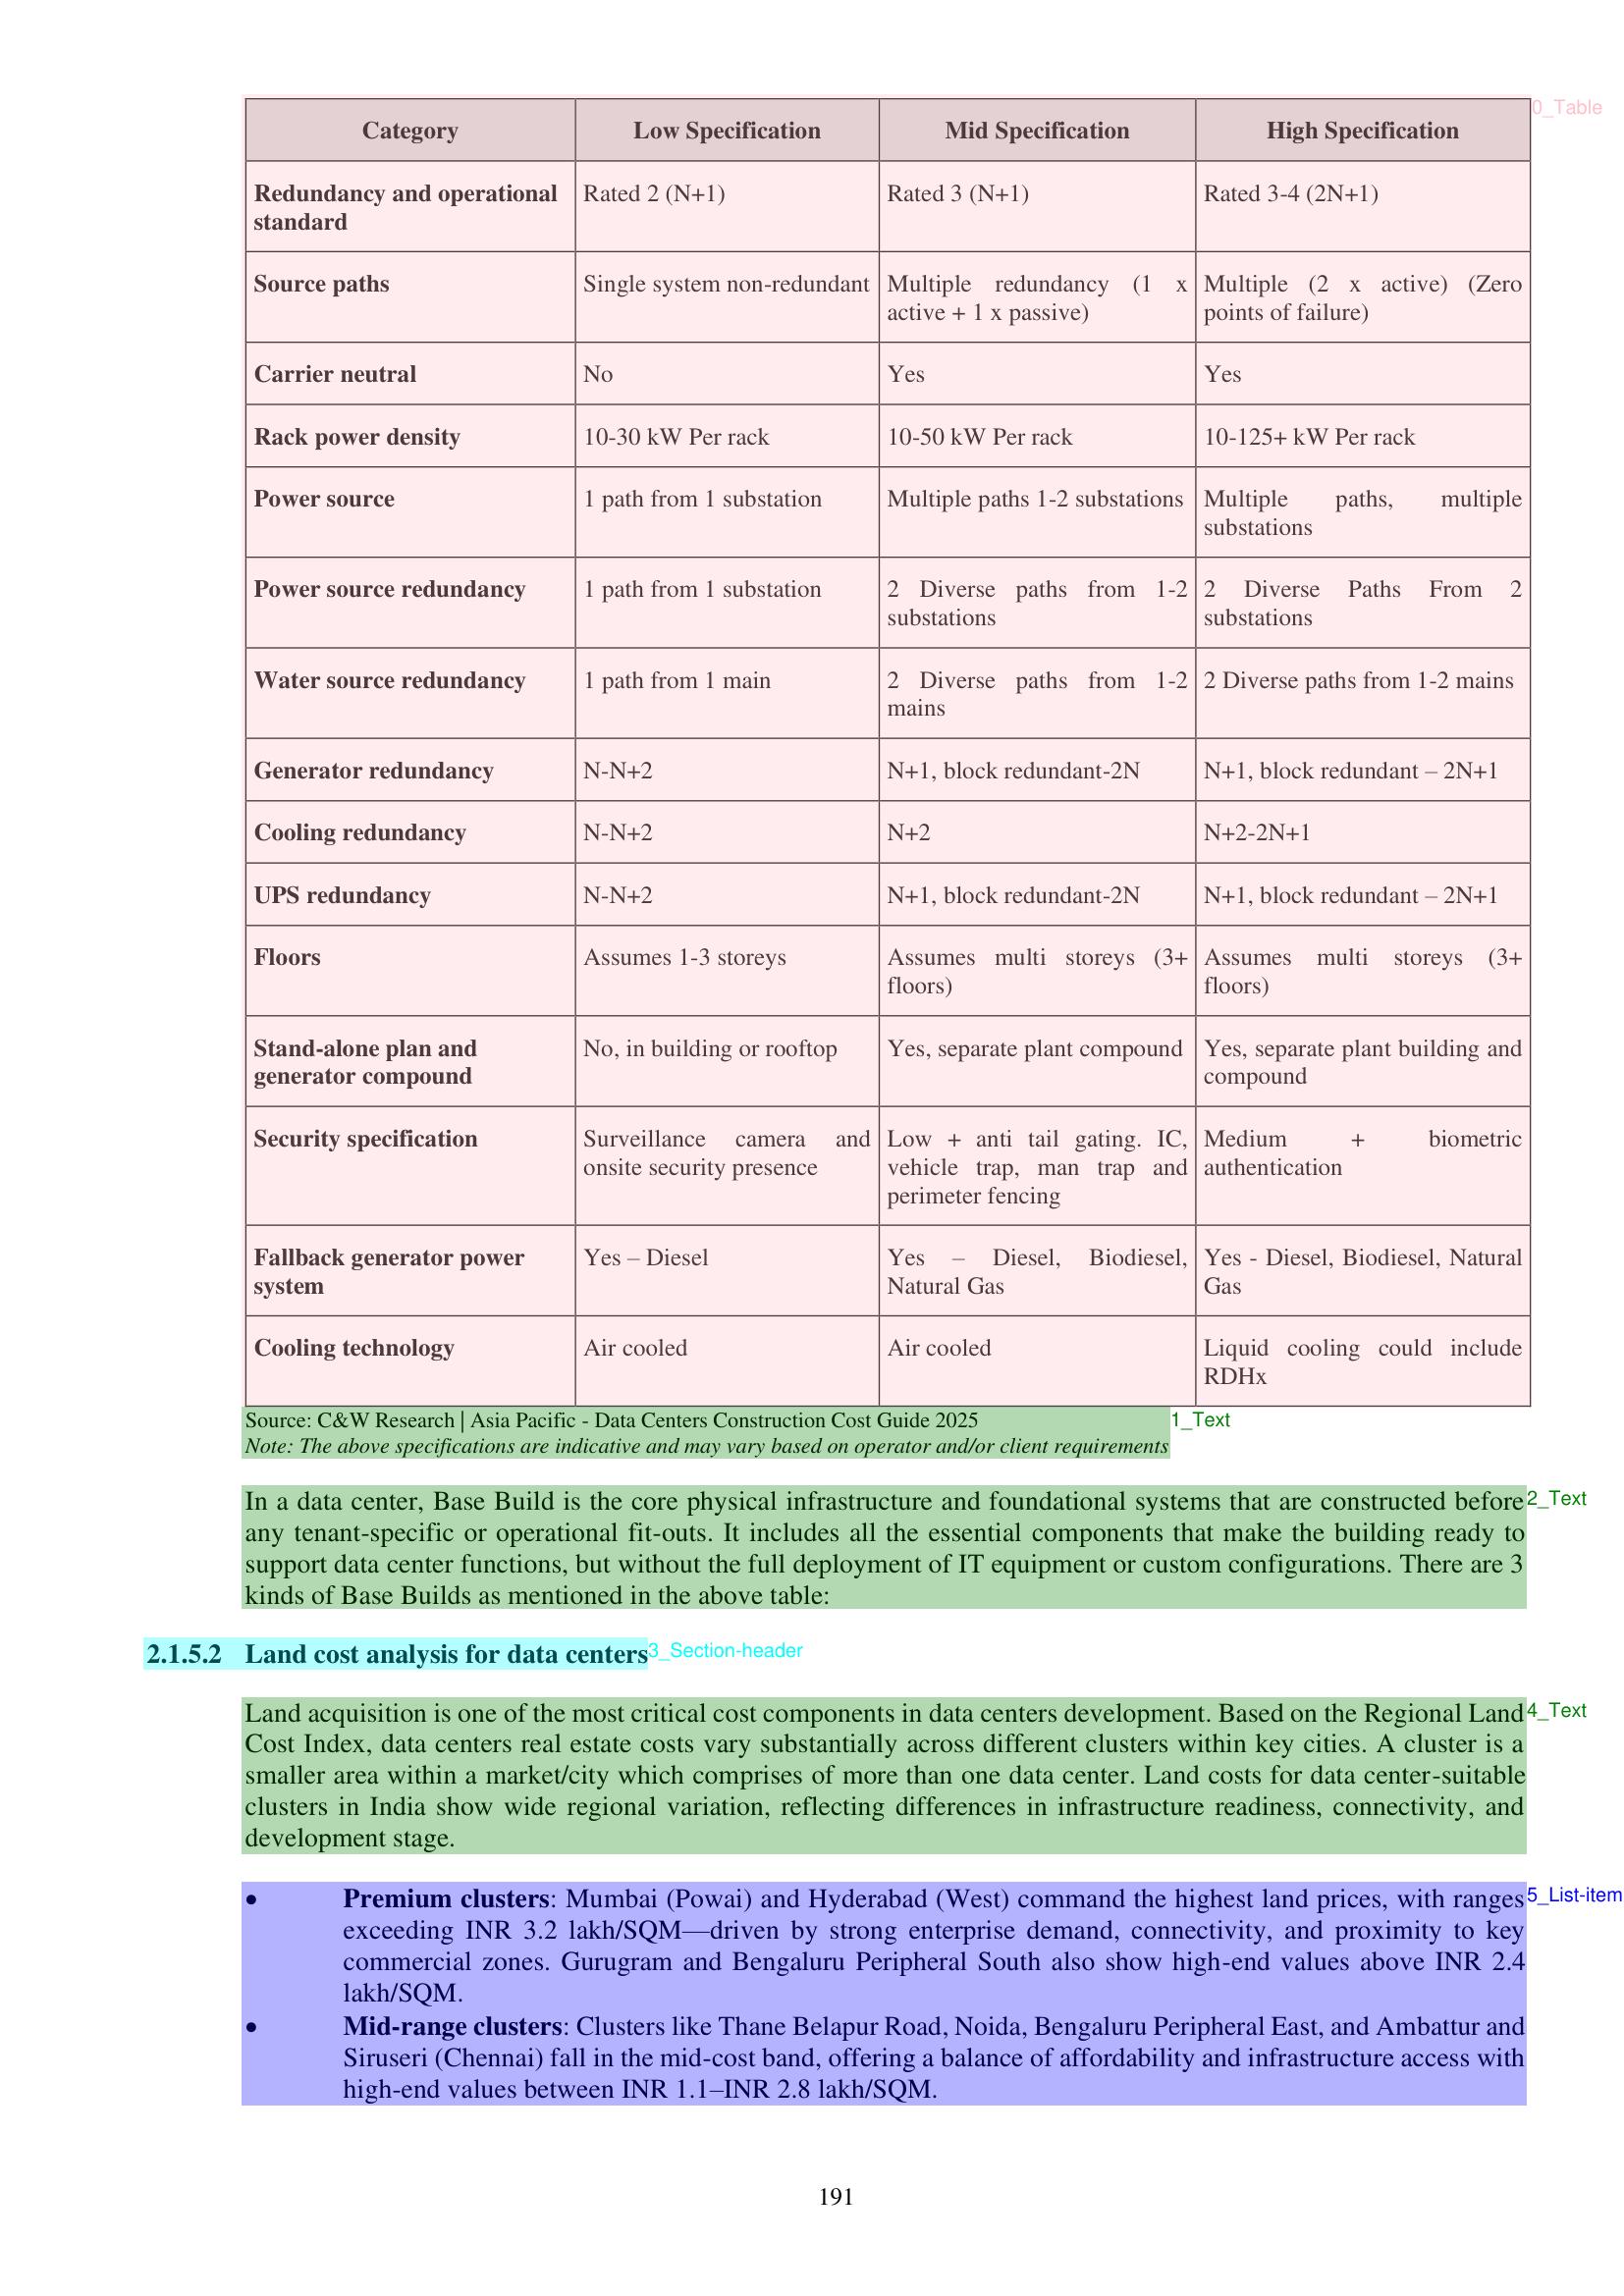 Category Low Specification Mid Specification High Specification
Redundancy and operational standard Rated 2 (N+1) Rated 3 (N+1) Rated 3-4 (2N+1)
Source paths Single system non-redundant Multiple redundancy (1 x active + 1 x passive) Multiple (2 x active) (Zero points of failure)
Carrier neutral No Yes Yes
Rack power density 10-30 kW Per rack 10-50 kW Per rack 10-125+ kW Per rack
Power source 1 path from 1 substation Multiple paths 1-2 substations Multiple paths, multiple substations
Power source redundancy 1 path from 1 substation 2 Diverse paths from 1-2 substations 2 Diverse Paths From 2 substations
Water source redundancy 1 path from 1 main 2 Diverse paths from 1-2 mains 2 Diverse paths from 1-2 mains
Generator redundancy N-N+2 N+1, block redundant-2N N+1, block redundant – 2N+1
Cooling redundancy N-N+2 N+2 N+2-2N+1
UPS redundancy N-N+2 N+1, block redundant-2N N+1, block redundant – 2N+1
Floors Assumes 1-3 storeys Assumes multi storeys (3+ floors) Assumes multi storeys (3+ floors)
Stand-alone plan and generator compound No, in building or rooftop Yes, separate plant compound Yes, separate plant building and compound
Security specification Surveillance camera and onsite security presence Low + anti tail gating. IC, vehicle trap, man trap and perimeter fencing Medium + biometric authentication
Fallback generator power system Yes – Diesel Yes – Diesel, Biodiesel, Natural Gas Yes - Diesel, Biodiesel, Natural Gas
Cooling technology Air cooled Air cooled Liquid cooling could include RDHx
0_Table
Source: C&W Research | Asia Pacific - Data Centers Construction Cost Guide 2025
1_Text
Note: The above specifications are indicative and may vary based on operator and/or client requirements
In a data center, Base Build is the core physical infrastructure and foundational systems that are constructed before
2_Text
any tenant-specific or operational fit-outs. It includes all the essential components that make the building ready to
support data center functions, but without the full deployment of IT equipment or custom configurations. There are 3
kinds of Base Builds as mentioned in the above table:
2.1.5.2 Land cost analysis for data centers
3_Section-header
Land acquisition is one of the most critical cost components in data centers development. Based on the Regional Land
4_Text
Cost Index, data centers real estate costs vary substantially across different clusters within key cities. A cluster is a
smaller area within a market/city which comprises of more than one data center. Land costs for data center-suitable
clusters in India show wide regional variation, reflecting differences in infrastructure readiness, connectivity, and
development stage.
• Premium clusters: Mumbai (Powai) and Hyderabad (West) command the highest land prices, with ranges
5_List-item
exceeding INR 3.2 lakh/SQM—driven by strong enterprise demand, connectivity, and proximity to key
commercial zones. Gurugram and Bengaluru Peripheral South also show high-end values above INR 2.4
lakh/SQM.
• Mid-range clusters: Clusters like Thane Belapur Road, Noida, Bengaluru Peripheral East, and Ambattur and
Siruseri (Chennai) fall in the mid-cost band, offering a balance of affordability and infrastructure access with
high-end values between INR 1.1–INR 2.8 lakh/SQM.
191